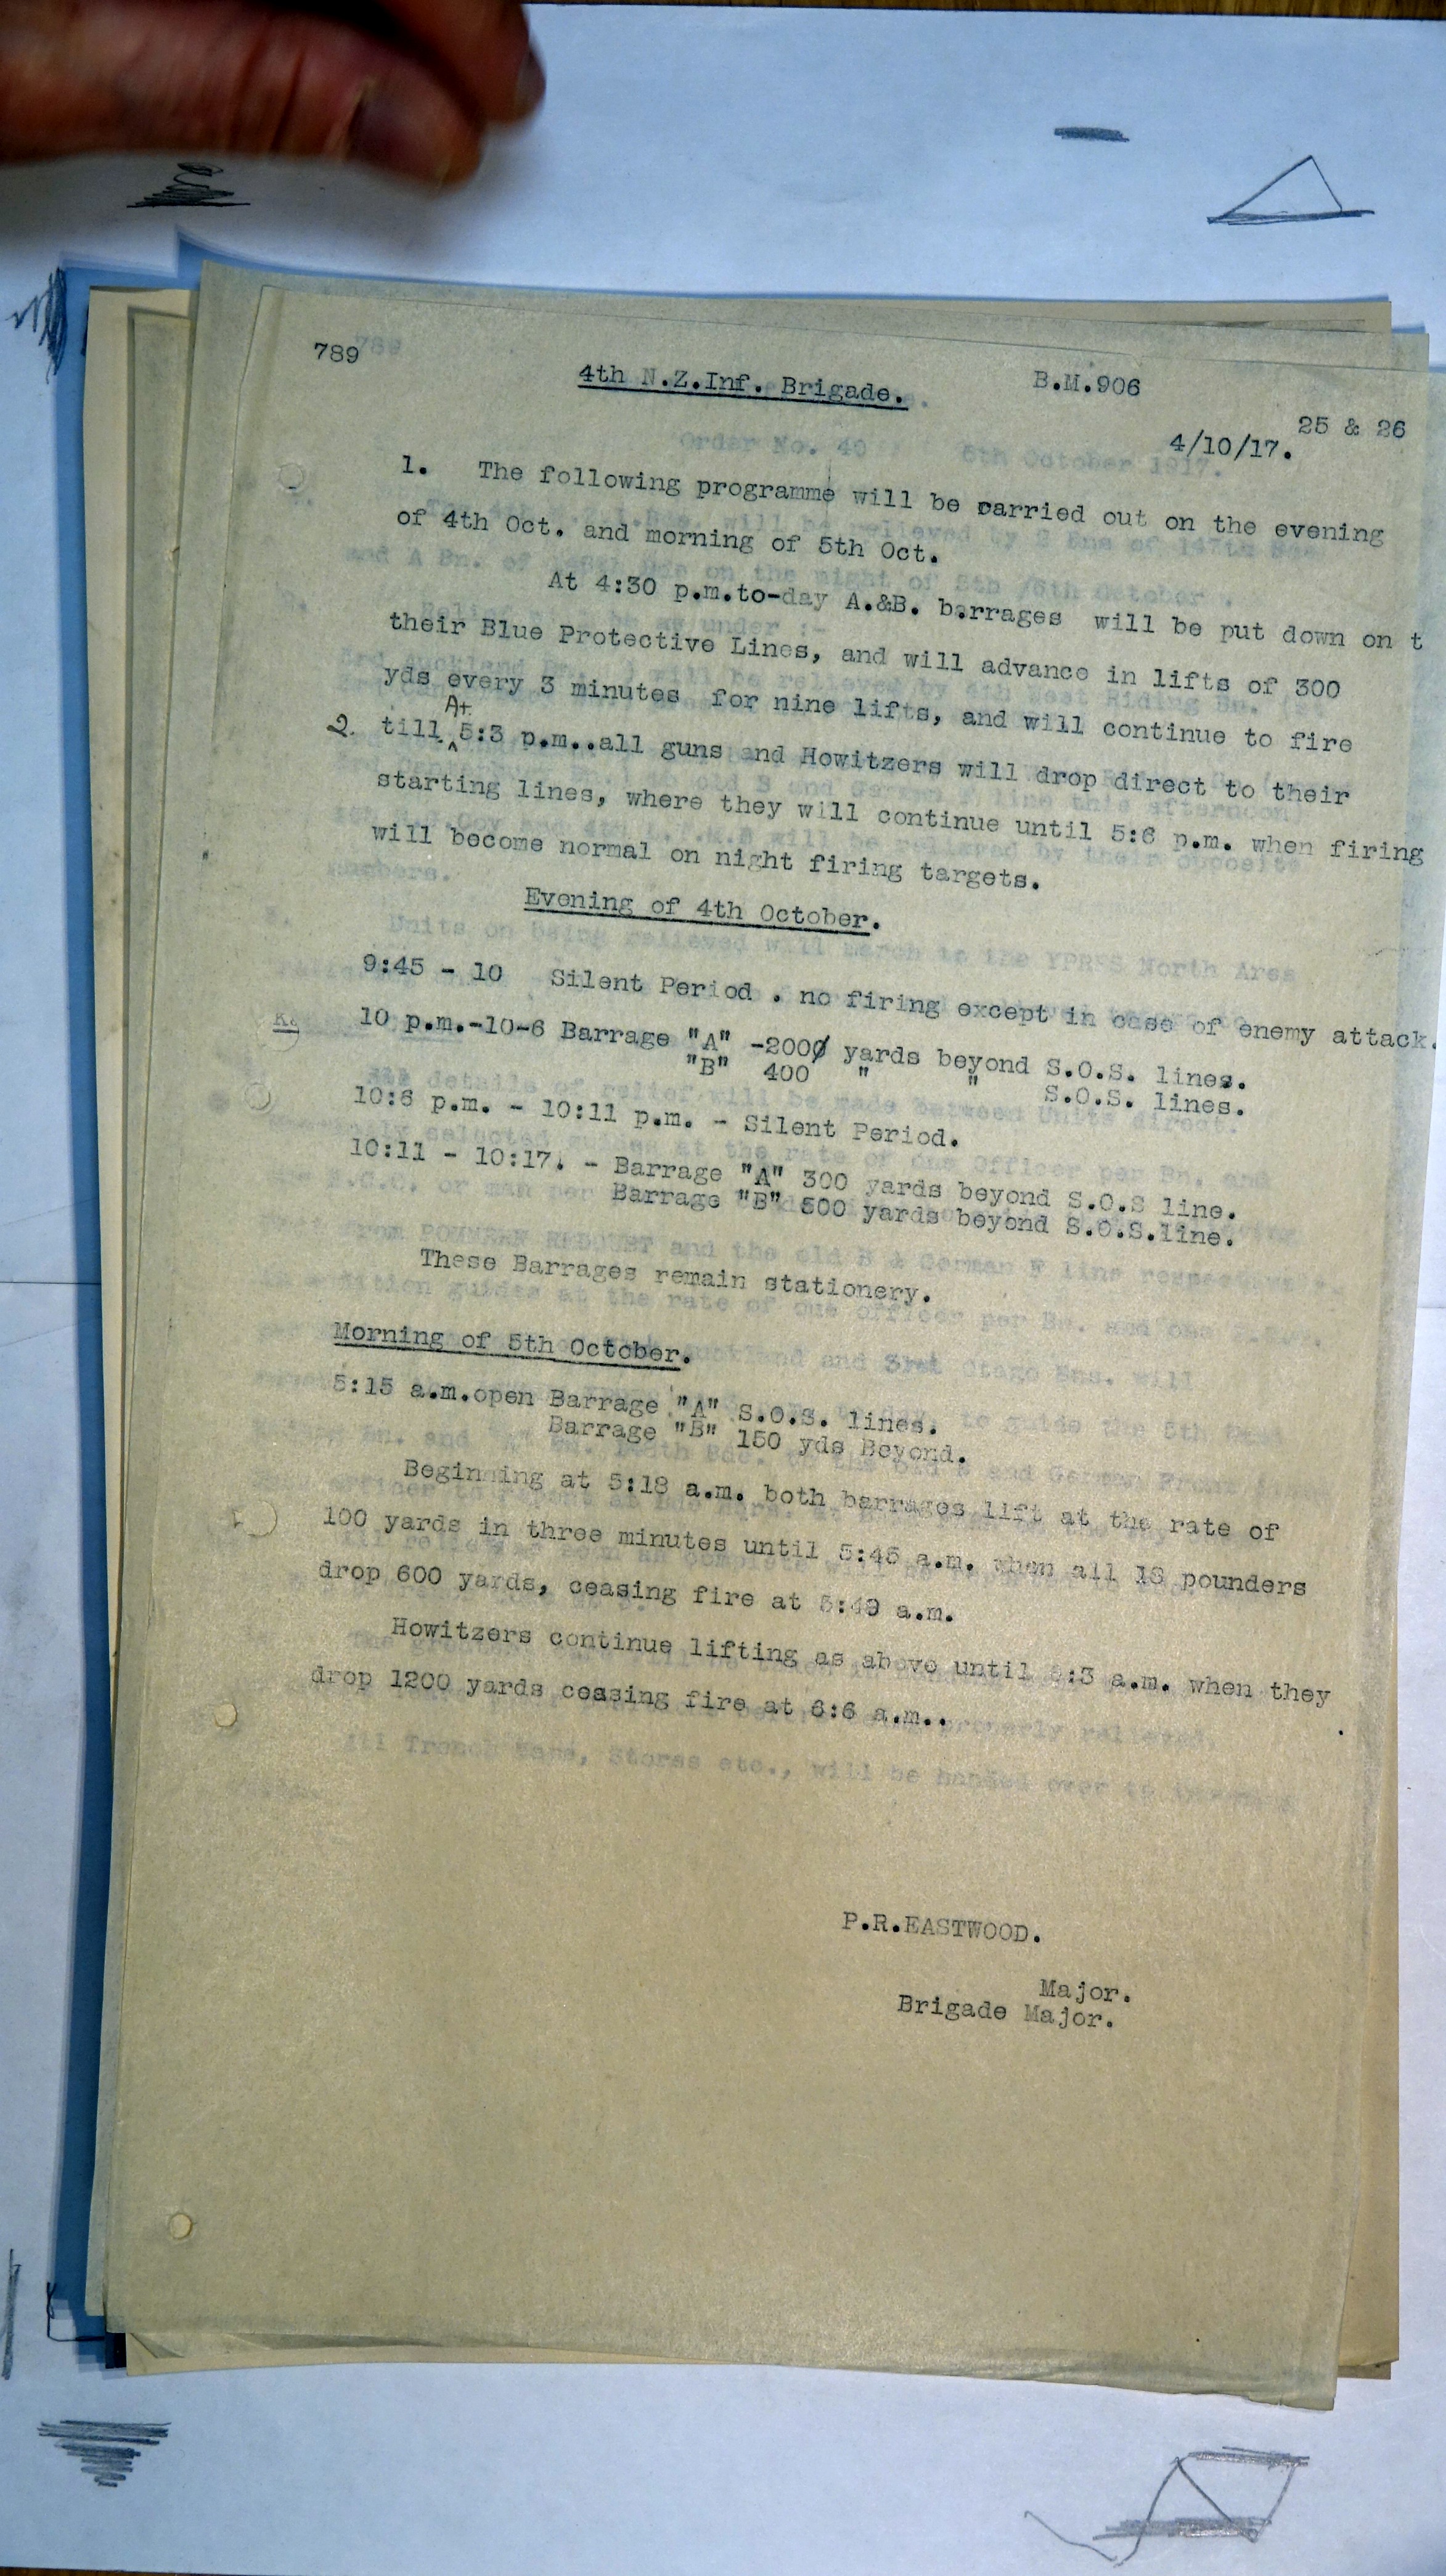 789
4th N.Z.Inf. Brigade.
B.M.906
25 & 26
4/10/17.
1. The following programme will be carried out on the evening
of 4th Oct. and morning of 5th Oct.
At 4:30 p.m.to-day A.&B. barrages will be put down on t
their Blue Protective Lines, and will advance in lifts of 300
yds every 3 minutes for nine lifts, and will continue to fire
At
2. till 5:3 p.m..all guns and Howitzers will drop direct to their
starting lines, where they will continue until 5:6 p.m. when firing
will become normal on night firing targets.
Evening of 4th October.
9:45 - 10 Silent Period . no firing except in case of enemy attack.
10 p.m.-10-6 Barrage "A" -2000 yards beyond S.O.S. lines.
"B" 400 " " S.O.S. lines.
10:6 p.m. - 10:11 p.m. - Silent Period.
10:11 - 10:17. - Barrage "A" 300 yards beyond S.O.S line.
Barrage "B" 500 yards beyond S.O.S.line.
These Barrages remain stationery.
Morning of 5th October.
5:15 a.m.open Barrage "A" S.O.S. lines.
Barrage "B" 150 yds Beyond.
Beginning at 5:18 a.m. both barrages lift at the rate of
100 yards in three minutes until 5:45 a.m. when all 18 pounders
drop 600 yards, ceasing fire at 5:49 a.m.
Howitzers continue lifting as above until 6:3 a.m. when they
drop 1200 yards ceasing fire at 6:6 a.m..
P.R.EASTWOOD.
Major.
Brigade Major.